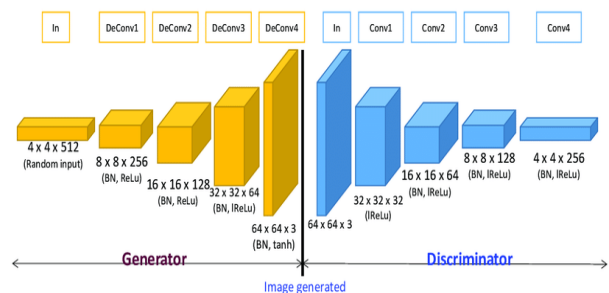 In DeConv1 DeConv2 DeConv3 DeConv4 In Conv1 Conv2 Conv3 Conv4
4 x 4 x 512
(Random input)
8 x 8 x 256
(BN, ReLu)
16 x 16 x 128
(BN, ReLu)
32 x 32 x 64
(BN, lReLu)
64 x 64 x 3
(BN, tanh)
64 x 64 x 3
32 x 32 x 32
(lReLu)
16 x 16 x 64
(BN, lReLu)
8 x 8 x 128
(BN, lReLu)
4 x 4 x 256
(BN, lReLu)
Generator
Discriminator
Image generated